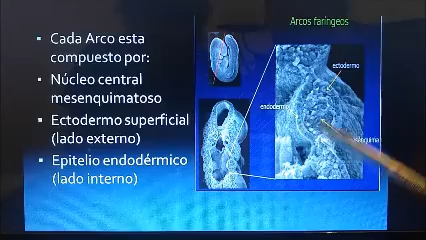 Cada Arco esta
compuesto por:
Núcleo central
mesenquimatoso
Ectodermo superficial
(lado externo)
Epitelio endodérmico
(lado interno)
Arcos faríngeos
ectodermo
endodermo